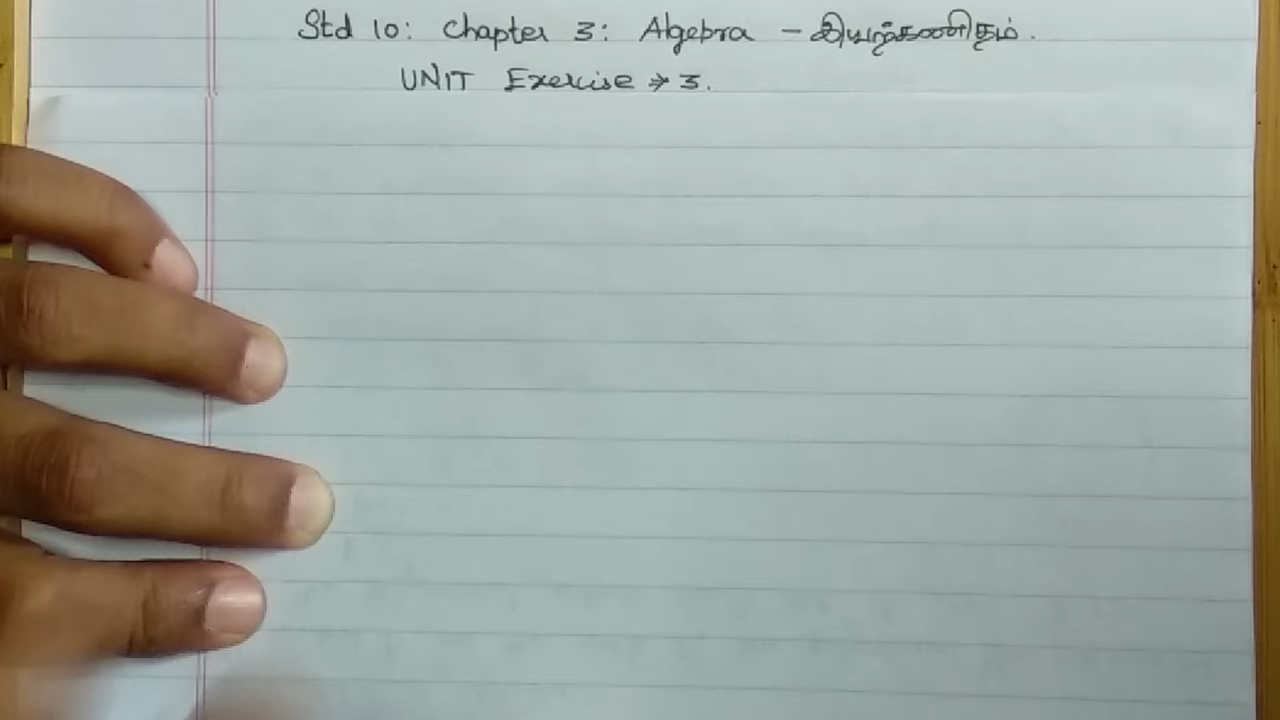 Std 10: Chapter 3: Algebra - இயற்கணிதம்.
UNIT Exercise → 3.